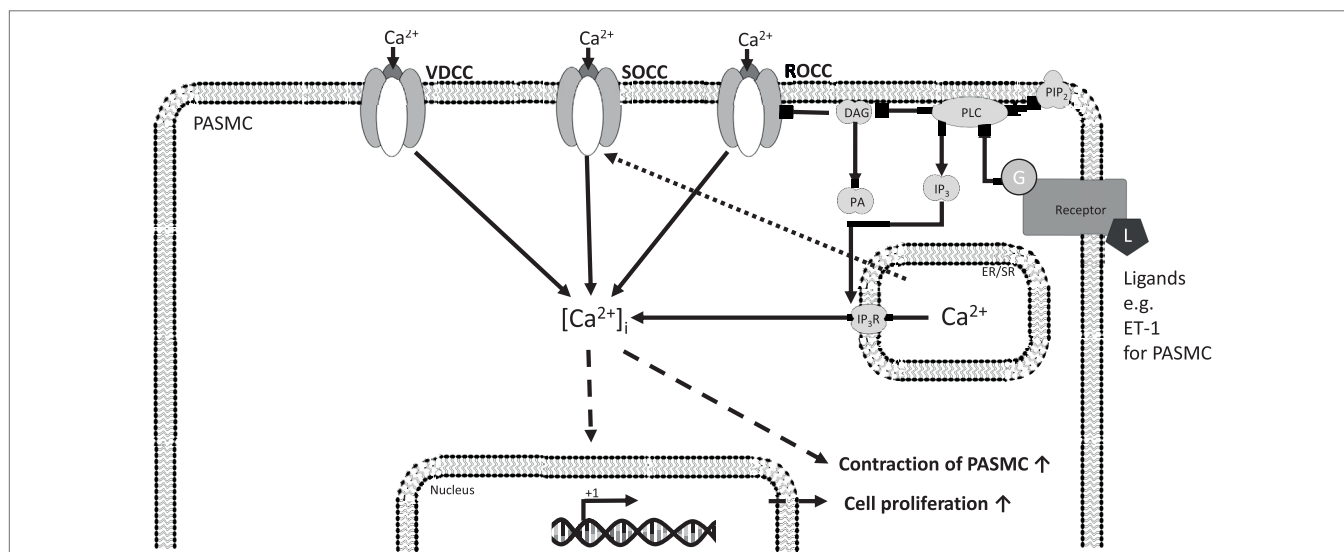 Ca²⁺ Ca²⁺ Ca²⁺
VDCC SOCC ROCC
PIP₂
PASMC
DAG PLC
G
PA IP₃
Receptor
L
ER/SR
Ligands
e.g.
ET-1
for PASMC
[Ca²⁺]ᵢ IP₃R Ca²⁺
Contraction of PASMC ↑
Nucleus
+1
Cell proliferation ↑